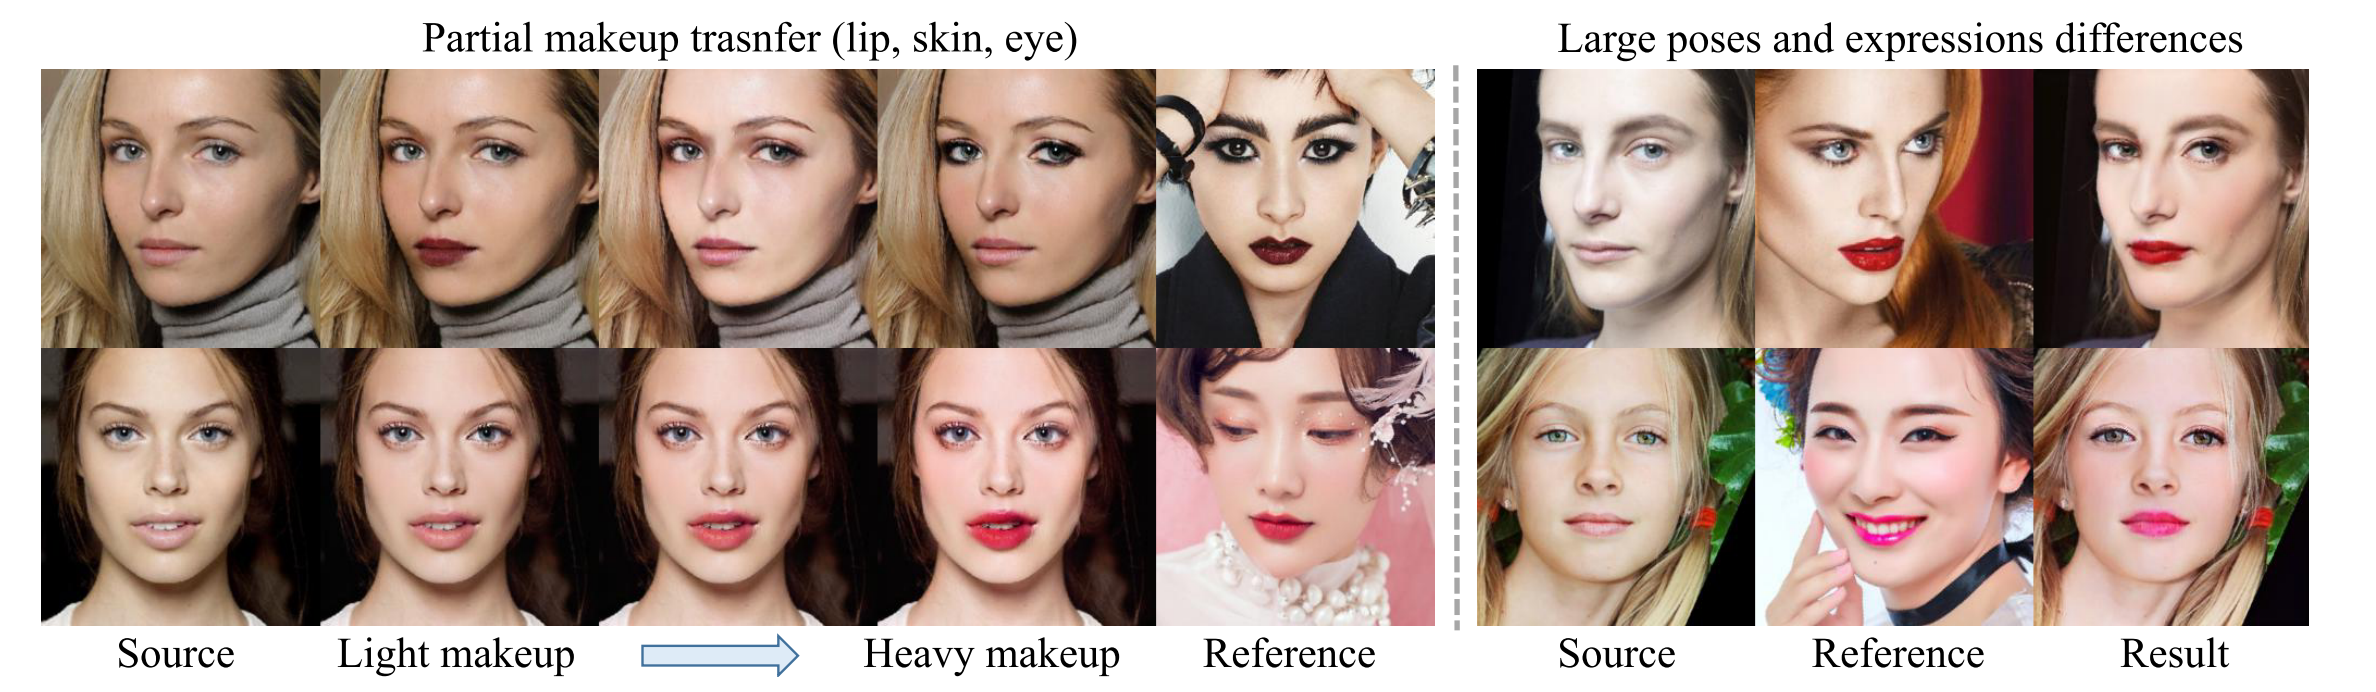 Partial makeup trasnfer (lip, skin, eye)
Large poses and expressions differences
Source
Light makeup
Heavy makeup
Reference
Source
Reference
Result